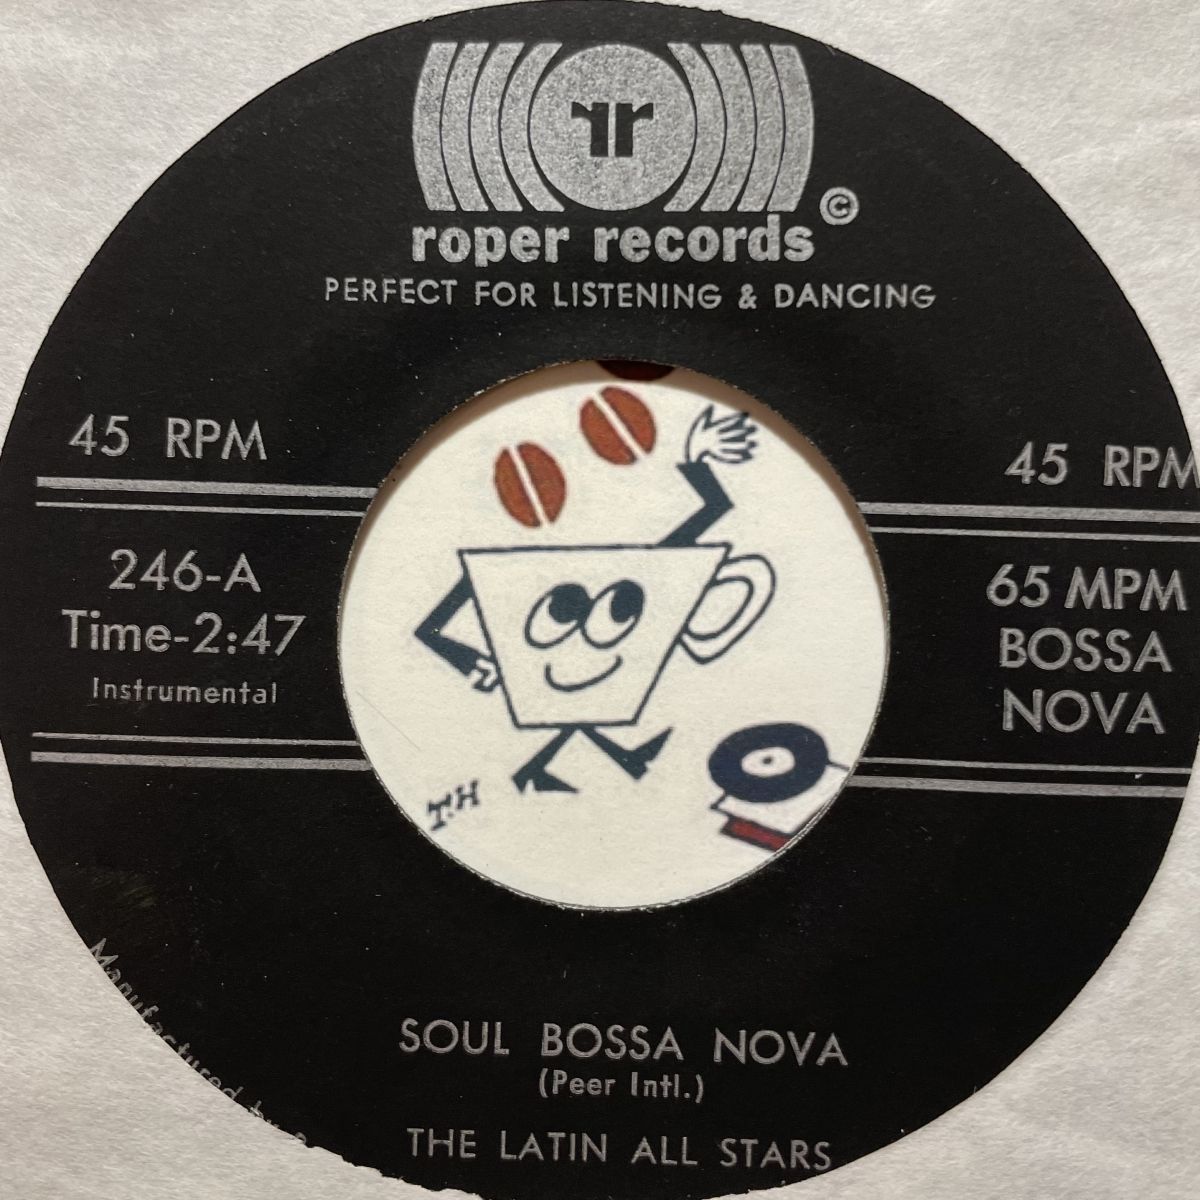 rr
roper records ©
PERFECT FOR LISTENING & DANCING
45 RPM
246-A
Time-2:47
Instrumental
45 RPM
65 MPM
BOSSA
NOVA
T.H
SOUL BOSSA NOVA
(Peer Intl.)
THE LATIN ALL STARS
Manufactured by